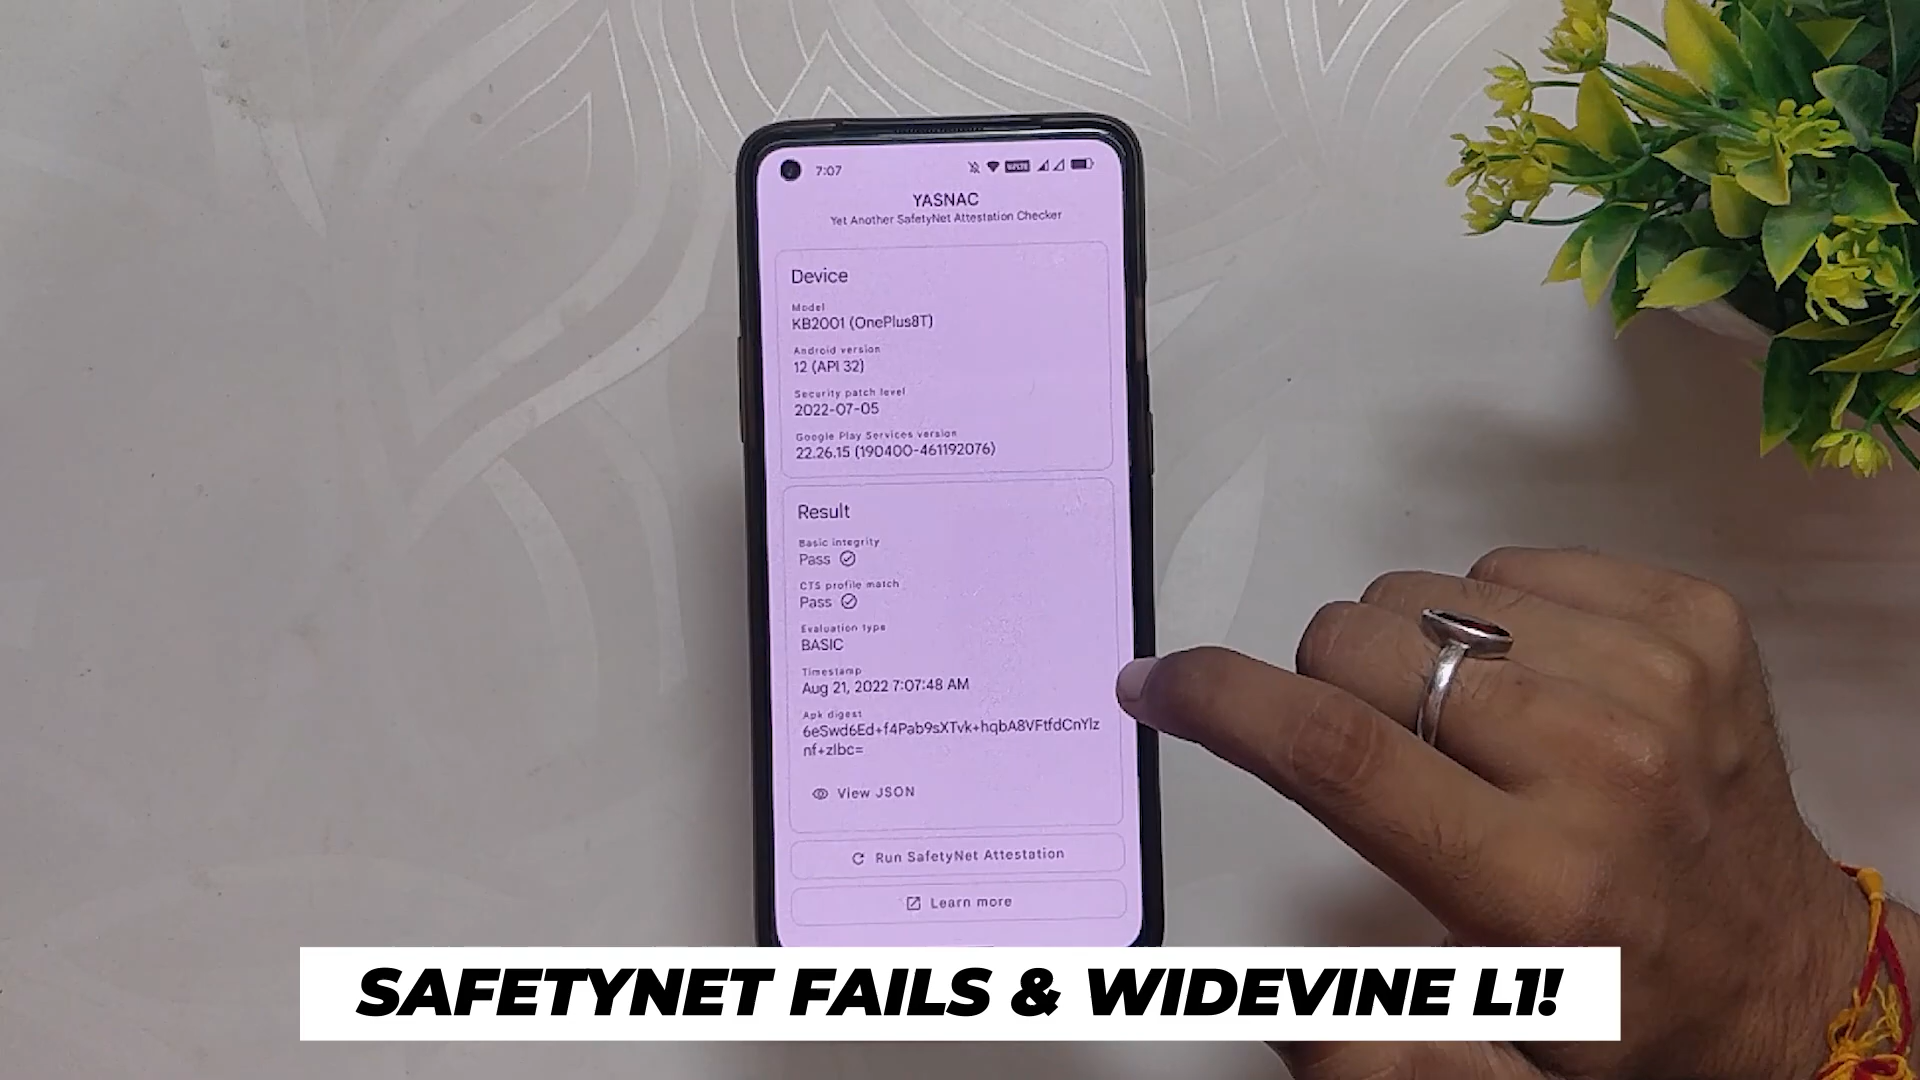 7:07
YASNAC
Yet Another SafetyNet Attestation Checker
Device
Model
KB2001 (OnePlus8T)
Android version
12 (API 32)
Security patch level
2022-07-05
Google Play Services version
22.26.15 (190400-461192076)
Result
Basic integrity
Pass
CTS profile match
Pass
Evaluation type
BASIC
Timestamp
Aug 21, 2022 7:07:48 AM
Apk digest
6eSwd6Ed+f4Pab9sXTvk+hqbA8VFtfdCnYlz
nf+zIbc=
View JSON
Run SafetyNet Attestation
Learn more
SAFETYNET FAILS & WIDEVINE L1!